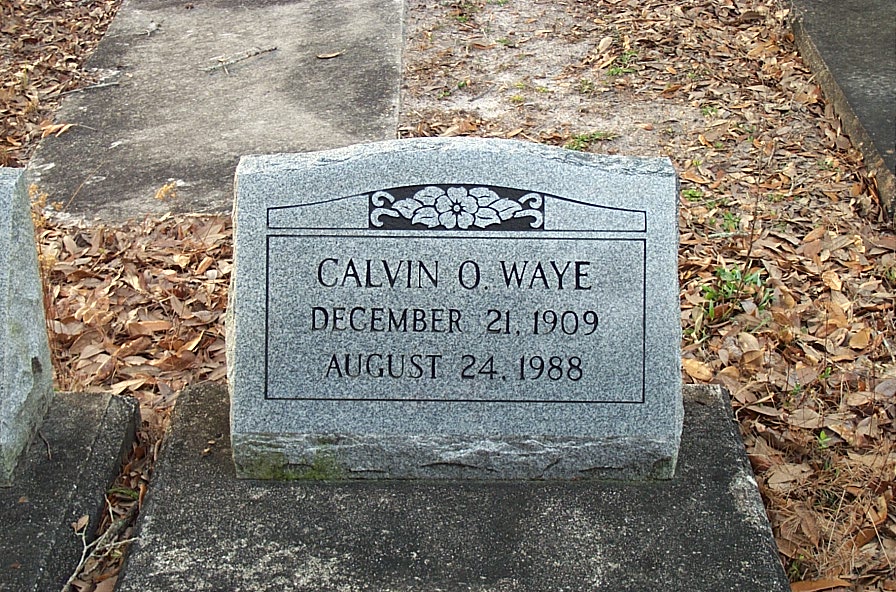 CALVIN O. WAYE
DECEMBER 21, 1909
AUGUST 24, 1988